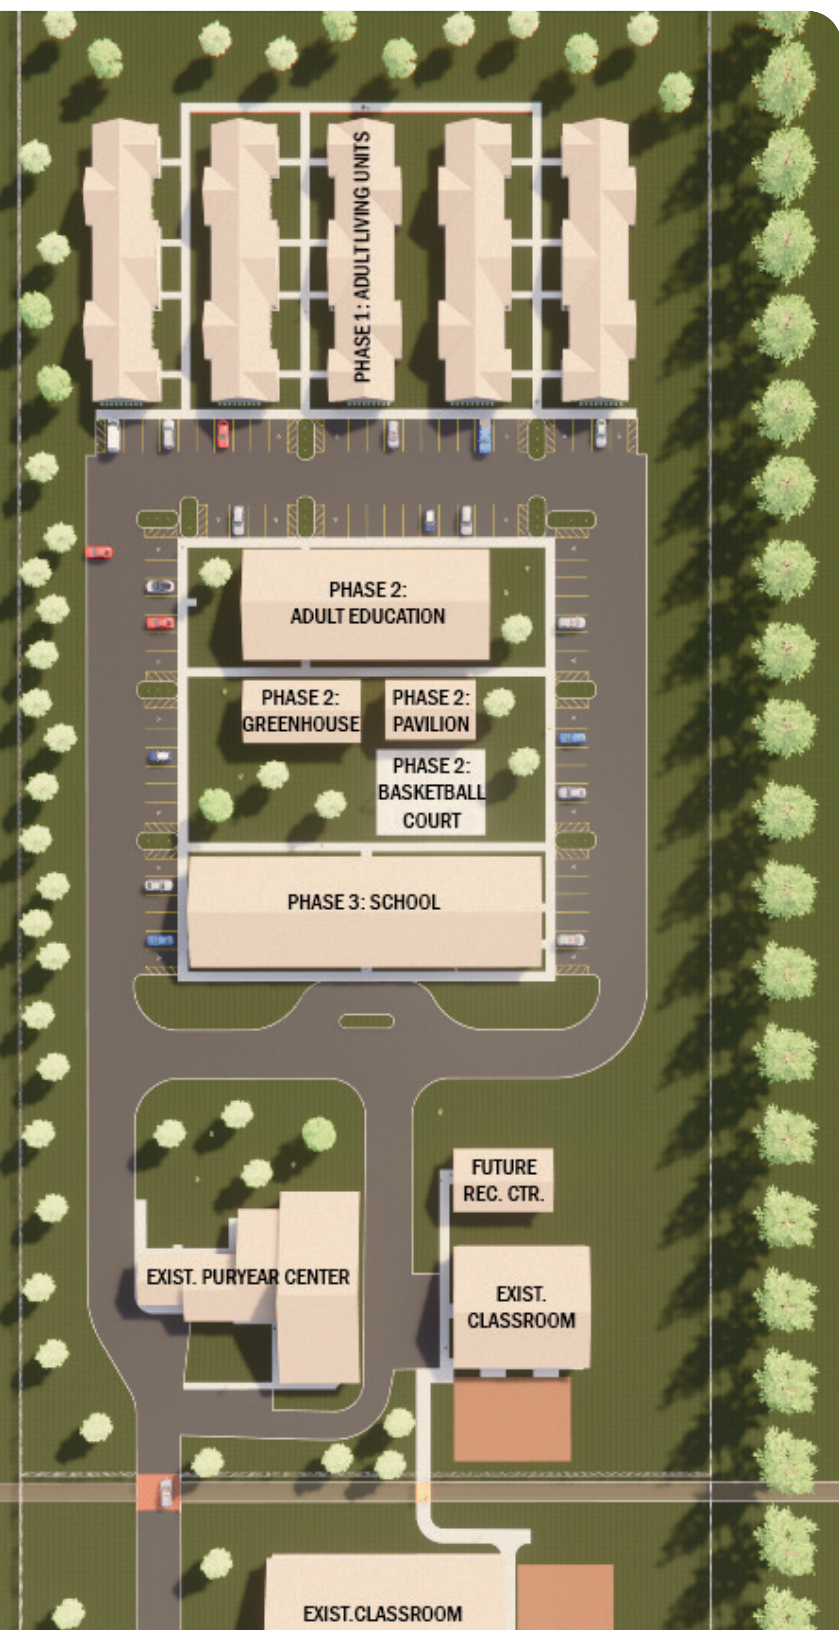 PHASE 1: ADULT LIVING UNITS
PHASE 2:
ADULT EDUCATION
PHASE 2:
GREENHOUSE
PHASE 2:
PAVILION
PHASE 2:
BASKETBALL
COURT
PHASE 3: SCHOOL
FUTURE
REC. CTR.
EXIST. PURYEAR CENTER
EXIST.
CLASSROOM
EXIST.CLASSROOM